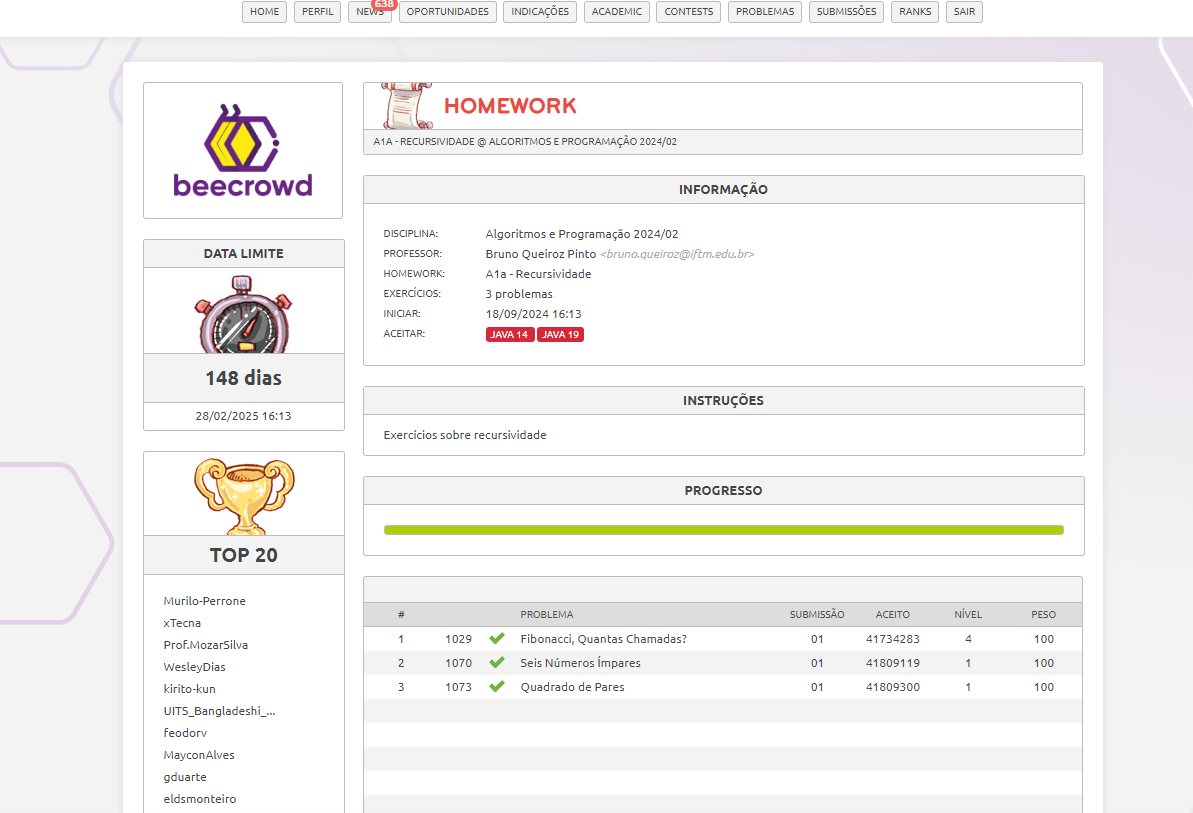 HOME PERFIL NEWS 638 OPORTUNIDADES INDICAÇÕES ACADEMIC CONTESTS PROBLEMAS SUBMISSÕES RANKS SAIR
beecrowd
DATA LIMITE
148 dias
28/02/2025 16:13
TOP 20
Murilo-Perrone
xTecna
Prof.MozarSilva
WesleyDias
kirito-kun
UITS_Bangladeshi_...
feodorv
MayconAlves
gduarte
eldsmonteiro
HOMEWORK
A1A - RECURSIVIDADE @ ALGORITMOS E PROGRAMAÇÃO 2024/02
INFORMAÇÃO
DISCIPLINA: Algoritmos e Programação 2024/02
PROFESSOR: Bruno Queiroz Pinto <bruno.queiroz@iftm.edu.br>
HOMEWORK: A1a - Recursividade
EXERCÍCIOS: 3 problemas
INICIAR: 18/09/2024 16:13
ACEITAR: JAVA 14 JAVA 19
INSTRUÇÕES
Exercícios sobre recursividade
PROGRESSO
# PROBLEMA SUBMISSÃO ACEITO NÍVEL PESO
1 1029 Fibonacci, Quantas Chamadas? 01 41734283 4 100
2 1070 Seis Números Ímpares 01 41809119 1 100
3 1073 Quadrado de Pares 01 41809300 1 100